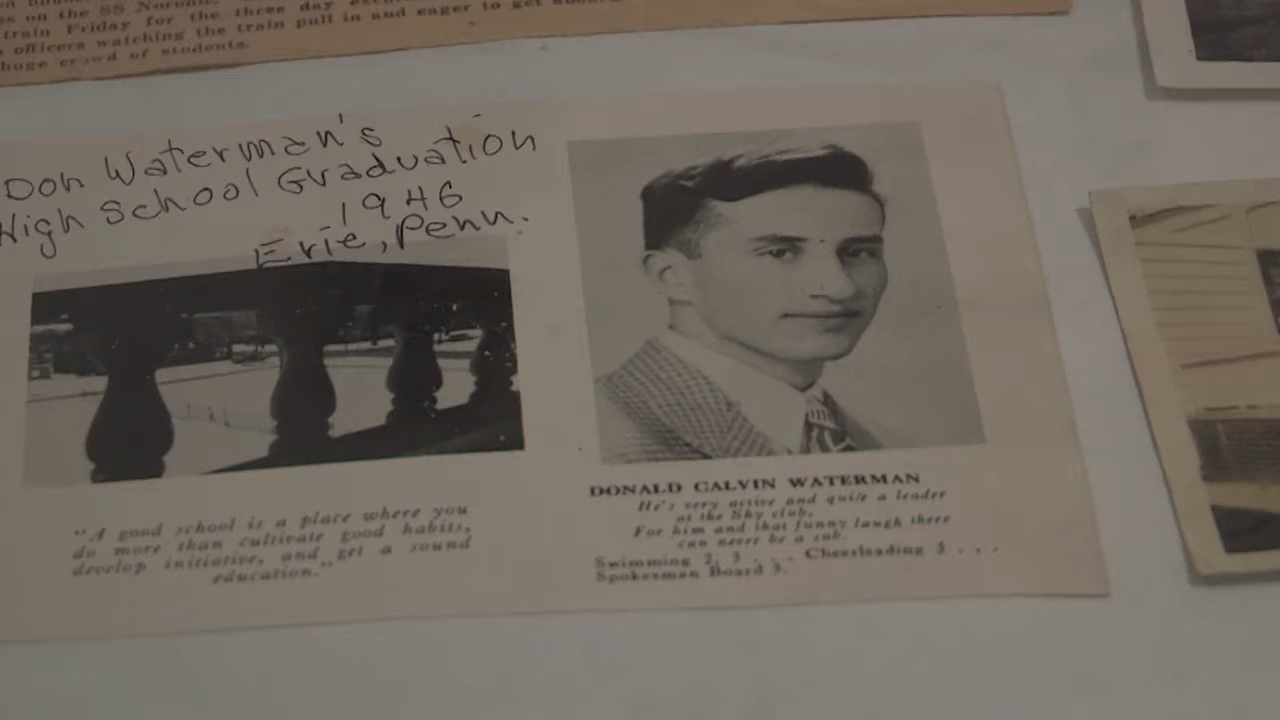 es on the SS Noronic.
train Friday for the three day
officers watching the train pull in and eager to get about
huge crowd of students.
Don Waterman's
High School Graduation
1946
Erie, Penn.
"A good school is a place where you
do more than cultivate good habits,
develop initiative, and get a sound
education."
DONALD CALVIN WATERMAN
He's very active and quite a leader
at the Sky club.
For him and that funny laugh there
can never be a sub.
Swimming 2, 3 . . . Cheerleading 3 . . .
Spokesman Board 3.